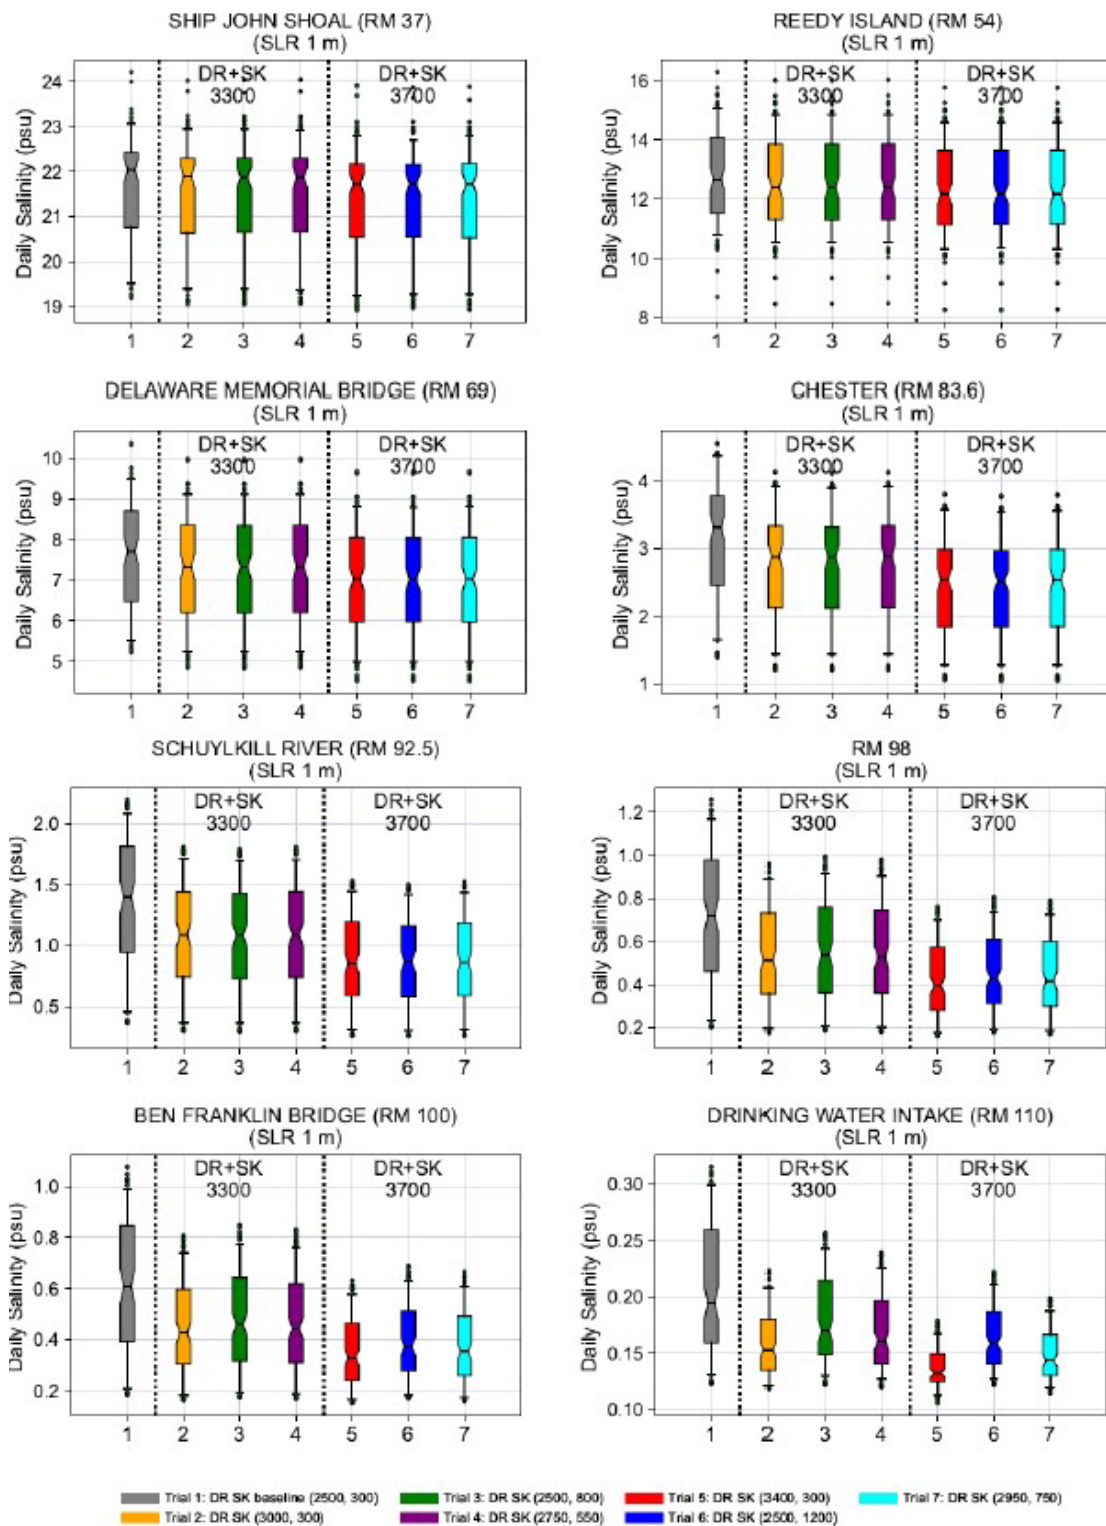 SHIP JOHN SHOAL (RM 37)
(SLR 1 m)
DR+SK
3300
DR+SK
3700
Daily Salinity (psu)
24
23
22
21
20
19
1 2 3 4 5 6 7
REEDY ISLAND (RM 54)
(SLR 1 m)
DR+SK
3300
DR+SK
3700
Daily Salinity (psu)
16
14
12
10
8
1 2 3 4 5 6 7
DELAWARE MEMORIAL BRIDGE (RM 69)
(SLR 1 m)
DR+SK
3300
DR+SK
3700
Daily Salinity (psu)
10
9
8
7
6
5
1 2 3 4 5 6 7
CHESTER (RM 83.6)
(SLR 1 m)
DR+SK
3300
DR+SK
3700
Daily Salinity (psu)
4
3
2
1
1 2 3 4 5 6 7
SCHUYLKILL RIVER (RM 92.5)
(SLR 1 m)
DR+SK
3300
DR+SK
3700
Daily Salinity (psu)
2.0
1.5
1.0
0.5
1 2 3 4 5 6 7
RM 98
(SLR 1 m)
DR+SK
3300
DR+SK
3700
Daily Salinity (psu)
1.2
1.0
0.8
0.6
0.4
0.2
1 2 3 4 5 6 7
BEN FRANKLIN BRIDGE (RM 100)
(SLR 1 m)
DR+SK
3300
DR+SK
3700
Daily Salinity (psu)
1.0
0.8
0.6
0.4
0.2
1 2 3 4 5 6 7
DRINKING WATER INTAKE (RM 110)
(SLR 1 m)
DR+SK
3300
DR+SK
3700
Daily Salinity (psu)
0.30
0.25
0.20
0.15
0.10
1 2 3 4 5 6 7
Trial 1: DR SK baseline (2500, 300)
Trial 2: DR SK (3000, 300)
Trial 3: DR SK (2500, 800)
Trial 4: DR SK (2750, 550)
Trial 5: DR SK (3400, 300)
Trial 6: DR SK (2500, 1200)
Trial 7: DR SK (2950, 750)